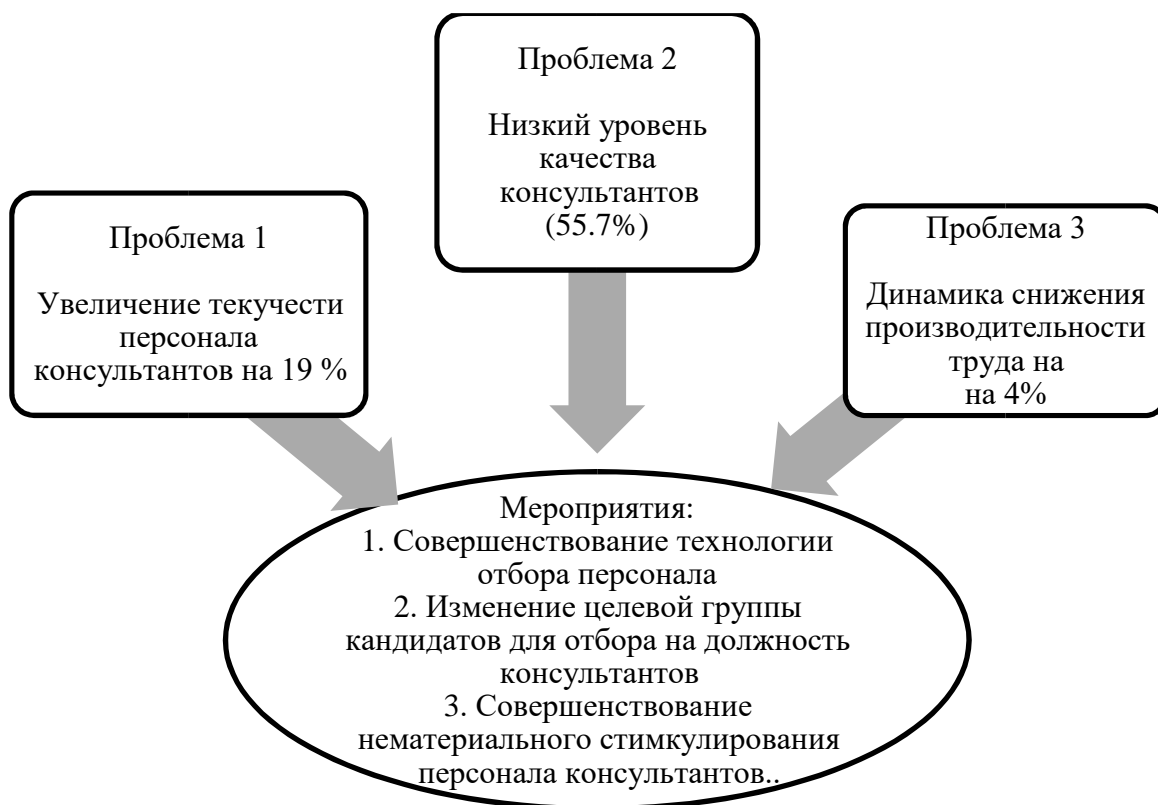 Проблема 1
Увеличение текучести
персонала
консультантов на 19 %
Проблема 2
Низкий уровень
качества
консультантов
(55.7%)
Проблема 3
Динамика снижения
производительности
труда на
на 4%
Мероприятия:
1. Совершенствование технологии
отбора персонала
2. Изменение целевой группы
кандидатов для отбора на должность
консультантов
3. Совершенствование
нематериального стимкулирования
персонала консультантов..